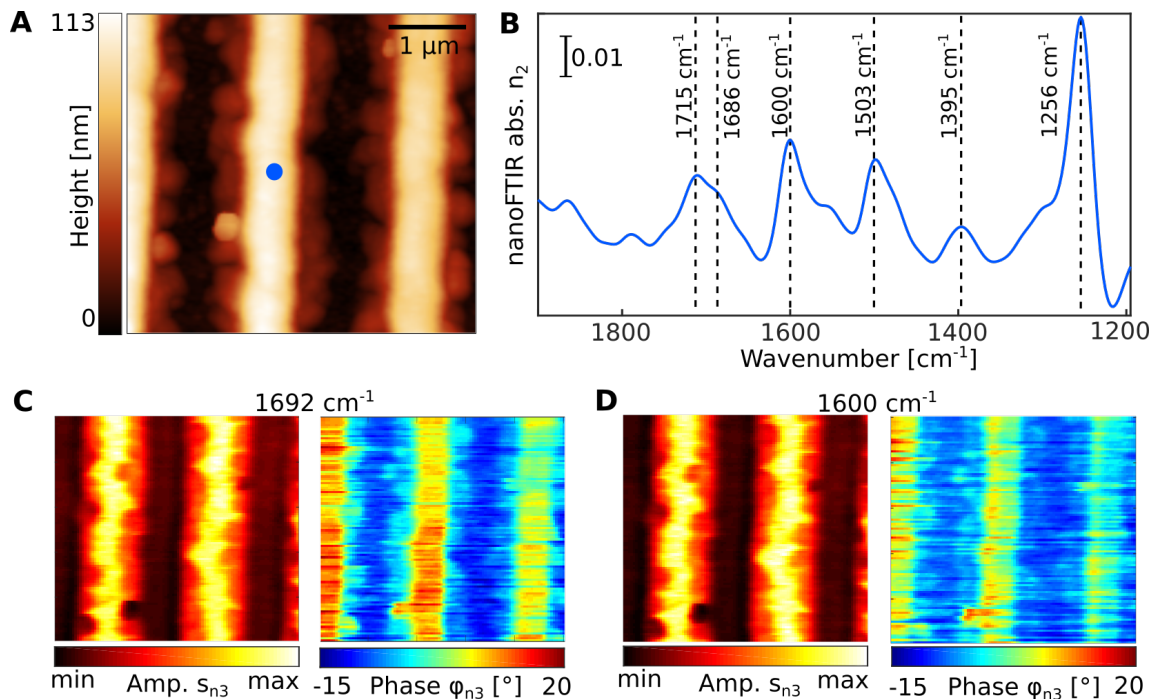 A
113
Height [nm]
0
1 μm
B
0.01
nanoFTIR abs. n₂
1715 cm⁻¹
1686 cm⁻¹
1600 cm⁻¹
1503 cm⁻¹
1395 cm⁻¹
1256 cm⁻¹
1800 1600 1400 1200
Wavenumber [cm⁻¹]
C
1692 cm⁻¹
min Amp. sₙ₃ max
-15 Phase φₙ₃ [°] 20
D
1600 cm⁻¹
min Amp. sₙ₃ max
-15 Phase φₙ₃ [°] 20